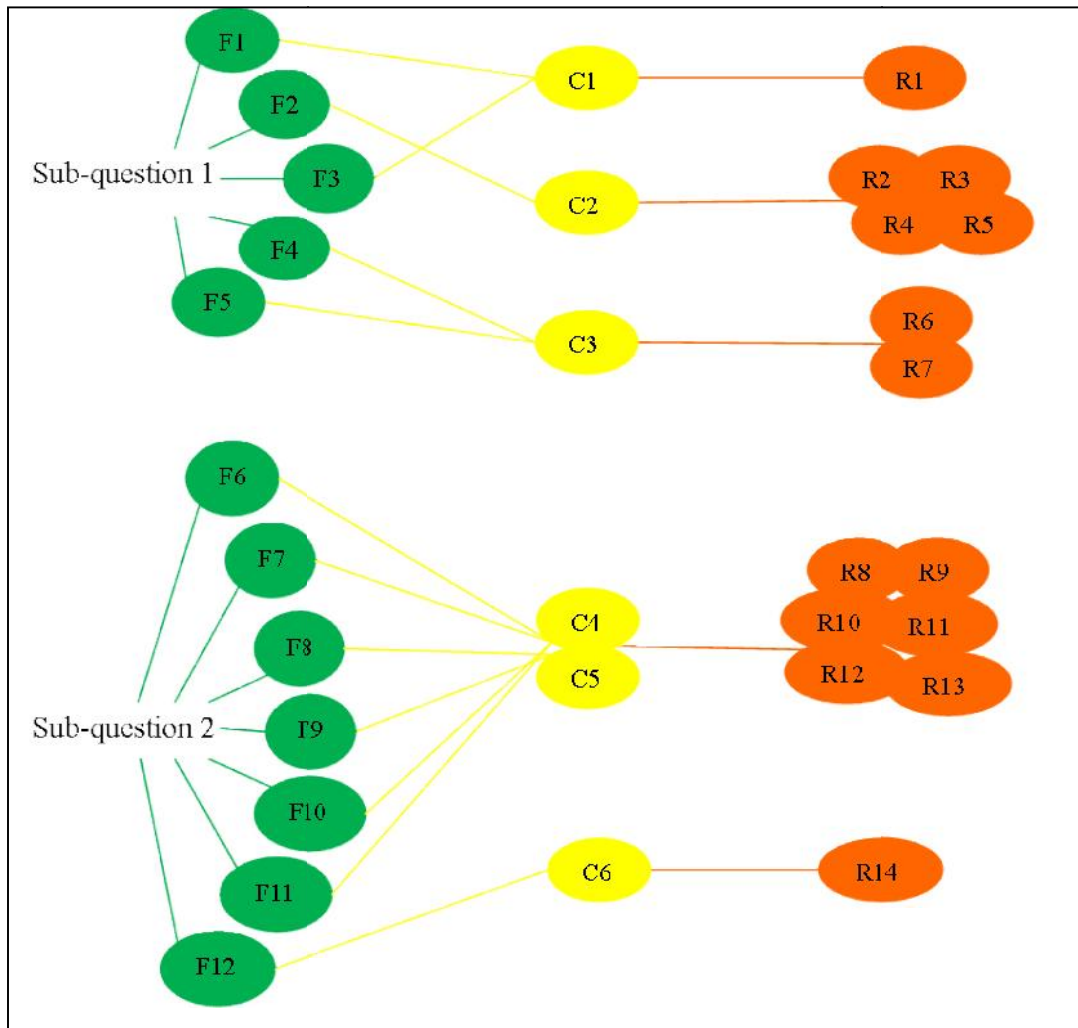 F1
C1
R1
F2
Sub-question 1
F3
R2 R3
C2
R4 R5
F4
F5
R6
C3
R7
F6
F7
R8 R9
C4
R10 R11
F8
C5
R12 R13
Sub-question 2
F9
F10
C6
R14
F11
F12